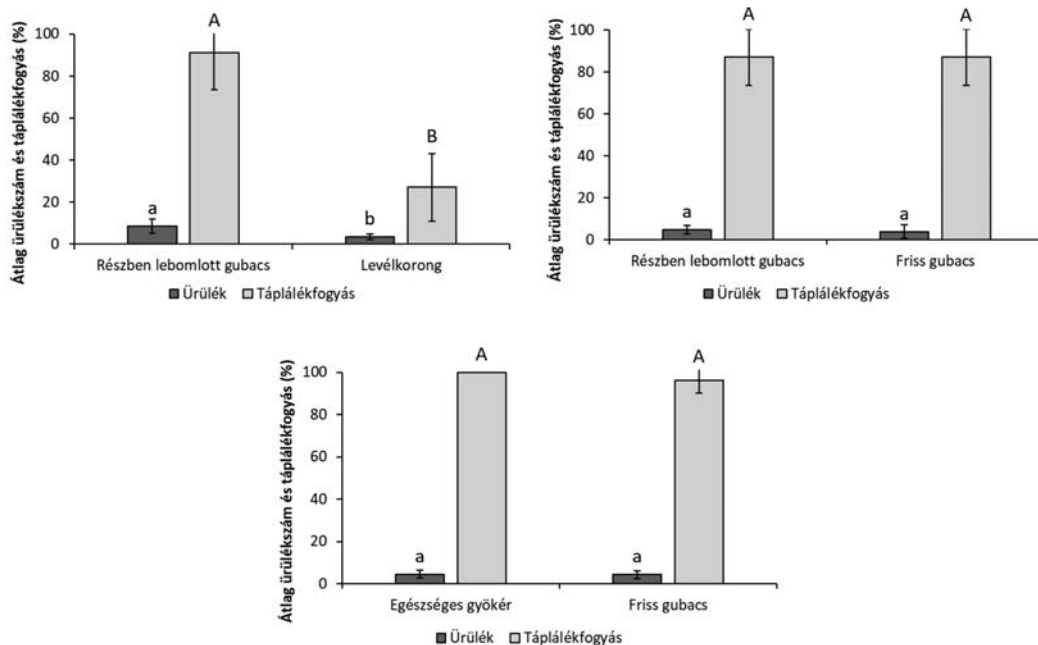 Átlag ürülékszám és táplálékfogyás (%)
100
80
60
40
20
0
A
a
B
b
Részben lebomlott gubacs Levélkorong
Ürülék Táplálékfogyás
Átlag ürülékszám és táplálékfogyás (%)
100
80
60
40
20
0
A
a
A
a
Részben lebomlott gubacs Friss gubacs
Ürülék Táplálékfogyás
Átlag ürülékszám és táplálékfogyás (%)
100
80
60
40
20
0
A
a
A
a
Egészséges gyökér Friss gubacs
Ürülék Táplálékfogyás